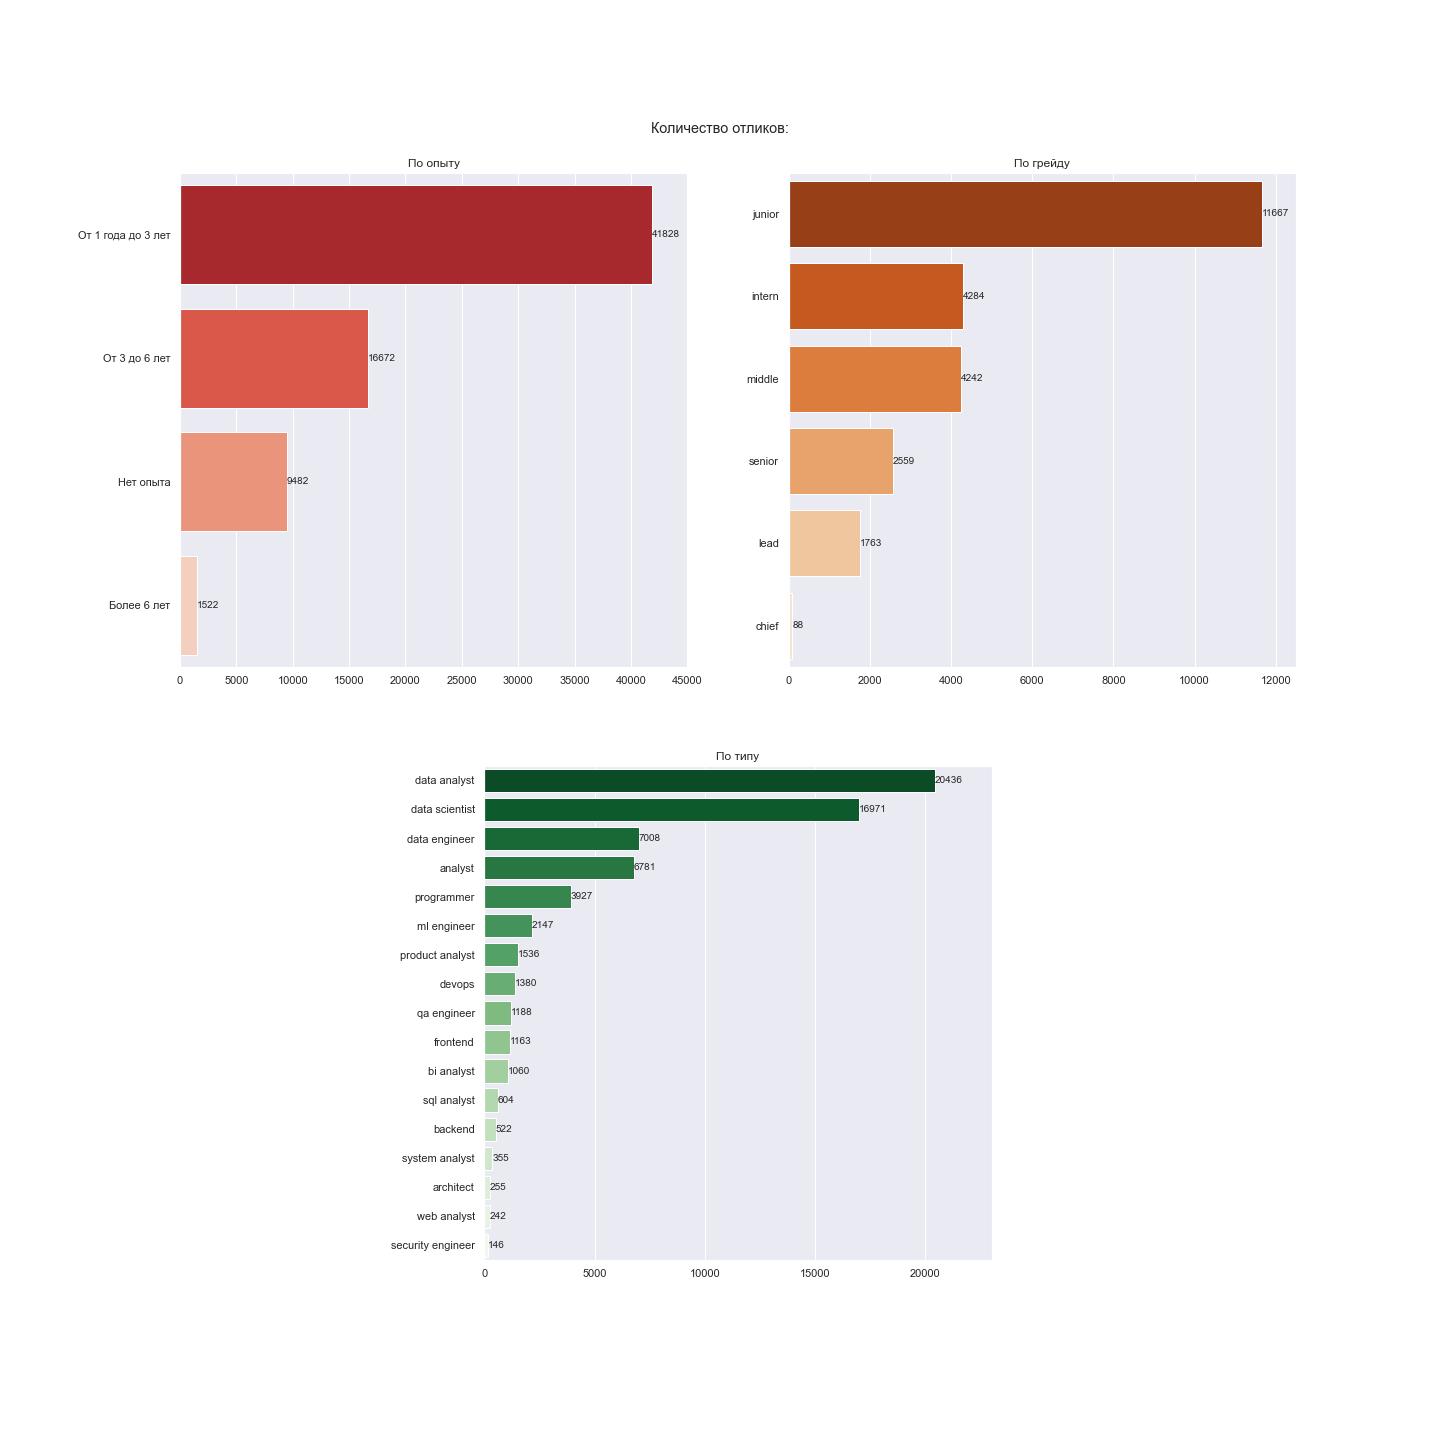 Количество отликов:
По опыту
От 1 года до 3 лет
41828
От 3 до 6 лет
16672
Нет опыта
9482
Более 6 лет
1522
0 5000 10000 15000 20000 25000 30000 35000 40000 45000
По грейду
junior
11667
intern
4284
middle
4242
senior
2559
lead
1763
chief
88
0 2000 4000 6000 8000 10000 12000
По типу
data analyst
20436
data scientist
16971
data engineer
7008
analyst
6781
programmer
3927
ml engineer
2147
product analyst
1536
devops
1380
qa engineer
1188
frontend
1163
bi analyst
1060
sql analyst
604
backend
522
system analyst
355
architect
255
web analyst
242
security engineer
146
0 5000 10000 15000 20000